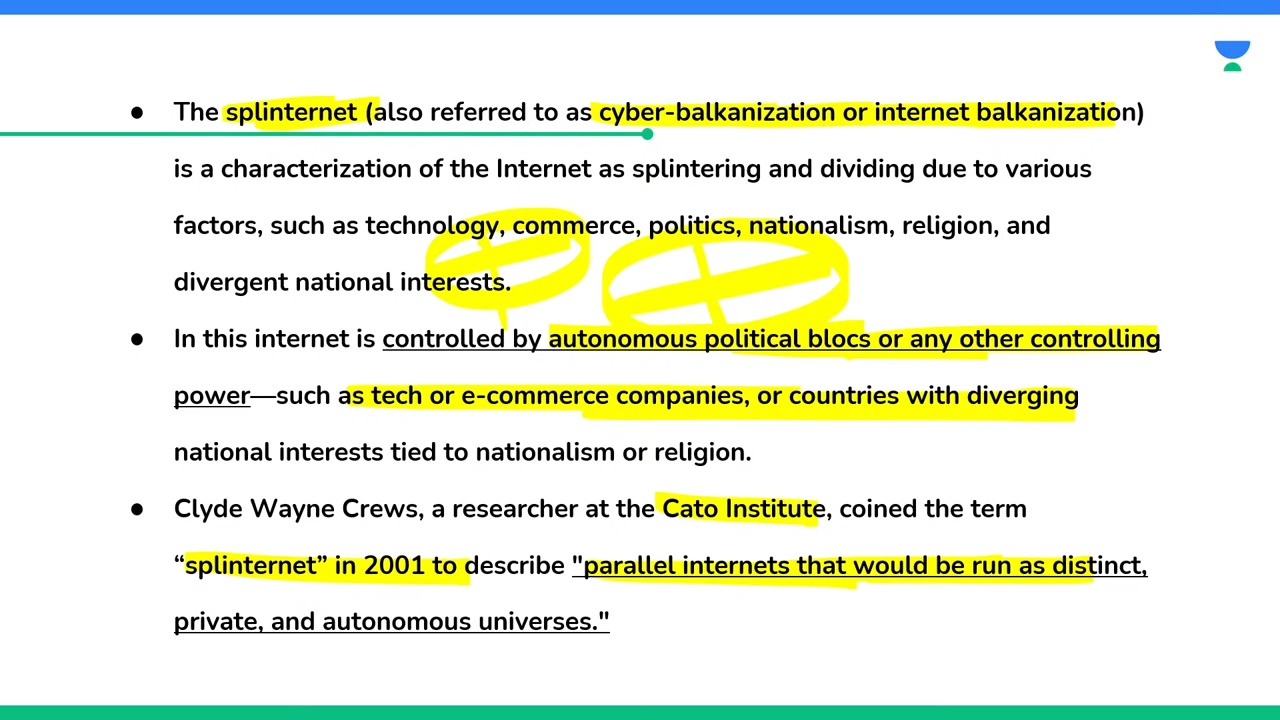 ● The splinternet (also referred to as cyber-balkanization or internet balkanization)
is a characterization of the Internet as splintering and dividing due to various
factors, such as technology, commerce, politics, nationalism, religion, and
divergent national interests.
● In this internet is controlled by autonomous political blocs or any other controlling
power—such as tech or e-commerce companies, or countries with diverging
national interests tied to nationalism or religion.
● Clyde Wayne Crews, a researcher at the Cato Institute, coined the term
“splinternet” in 2001 to describe "parallel internets that would be run as distinct,
private, and autonomous universes."